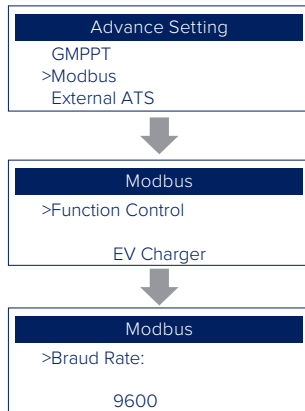 Advance Setting
GMPPT
>Modbus
External ATS
Modbus
>Function Control
EV Charger
Modbus
>Braud Rate:
9600